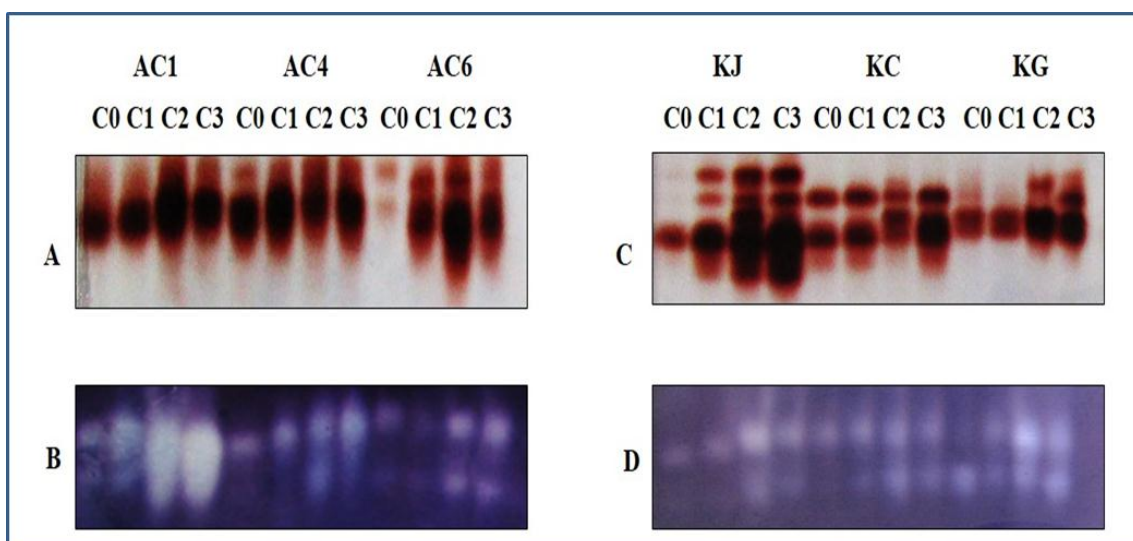 AC1 AC4 AC6 KJ KC KG
C0 C1 C2 C3 C0 C1 C2 C3 C0 C1 C2 C3 C0 C1 C2 C3 C0 C1 C2 C3 C0 C1 C2 C3
A C
B D